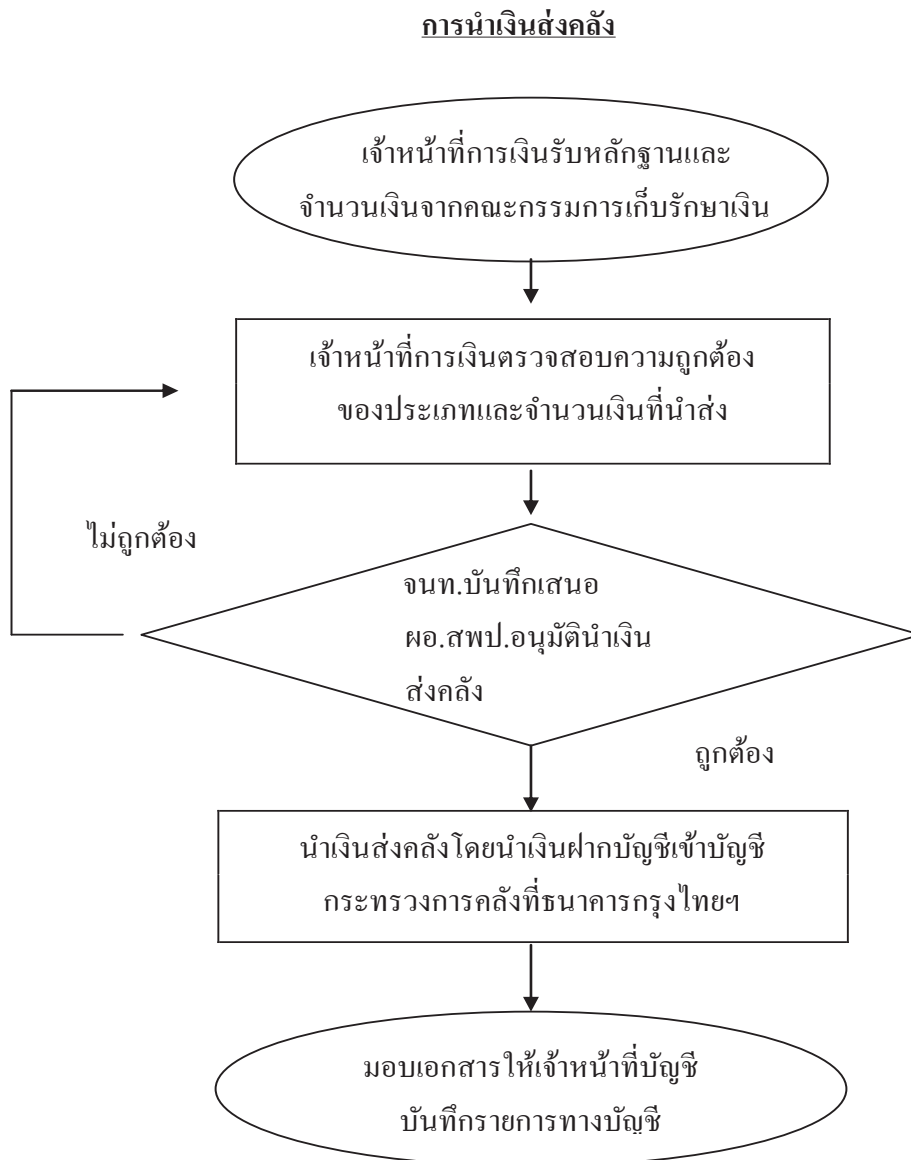 การนำเงินส่งคลัง
เจ้าหน้าที่การเงินรับหลักฐานและ
จำนวนเงินจากคณะกรรมการเก็บรักษาเงิน
เจ้าหน้าที่การเงินตรวจสอบความถูกต้อง
ของประเภทและจำนวนเงินที่นำส่ง
ไม่ถูกต้อง
จนท.บันทึกเสนอ
ผอ.สพป.อนุมัตินำเงิน
ส่งคลัง
ถูกต้อง
นำเงินส่งคลังโดยนำเงินฝากบัญชีเข้าบัญชี
กระทรวงการคลังที่ธนาคารกรุงไทยฯ
มอบเอกสารให้เจ้าหน้าที่บัญชี
บันทึกรายการทางบัญชี